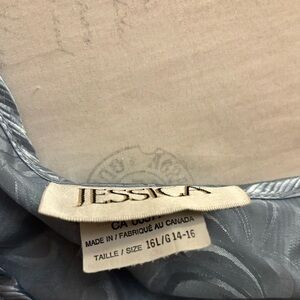 JESSICA
MADE IN / FABRIQUÉ AU CANADA
TAILLE / SIZE 16L/G 14-16